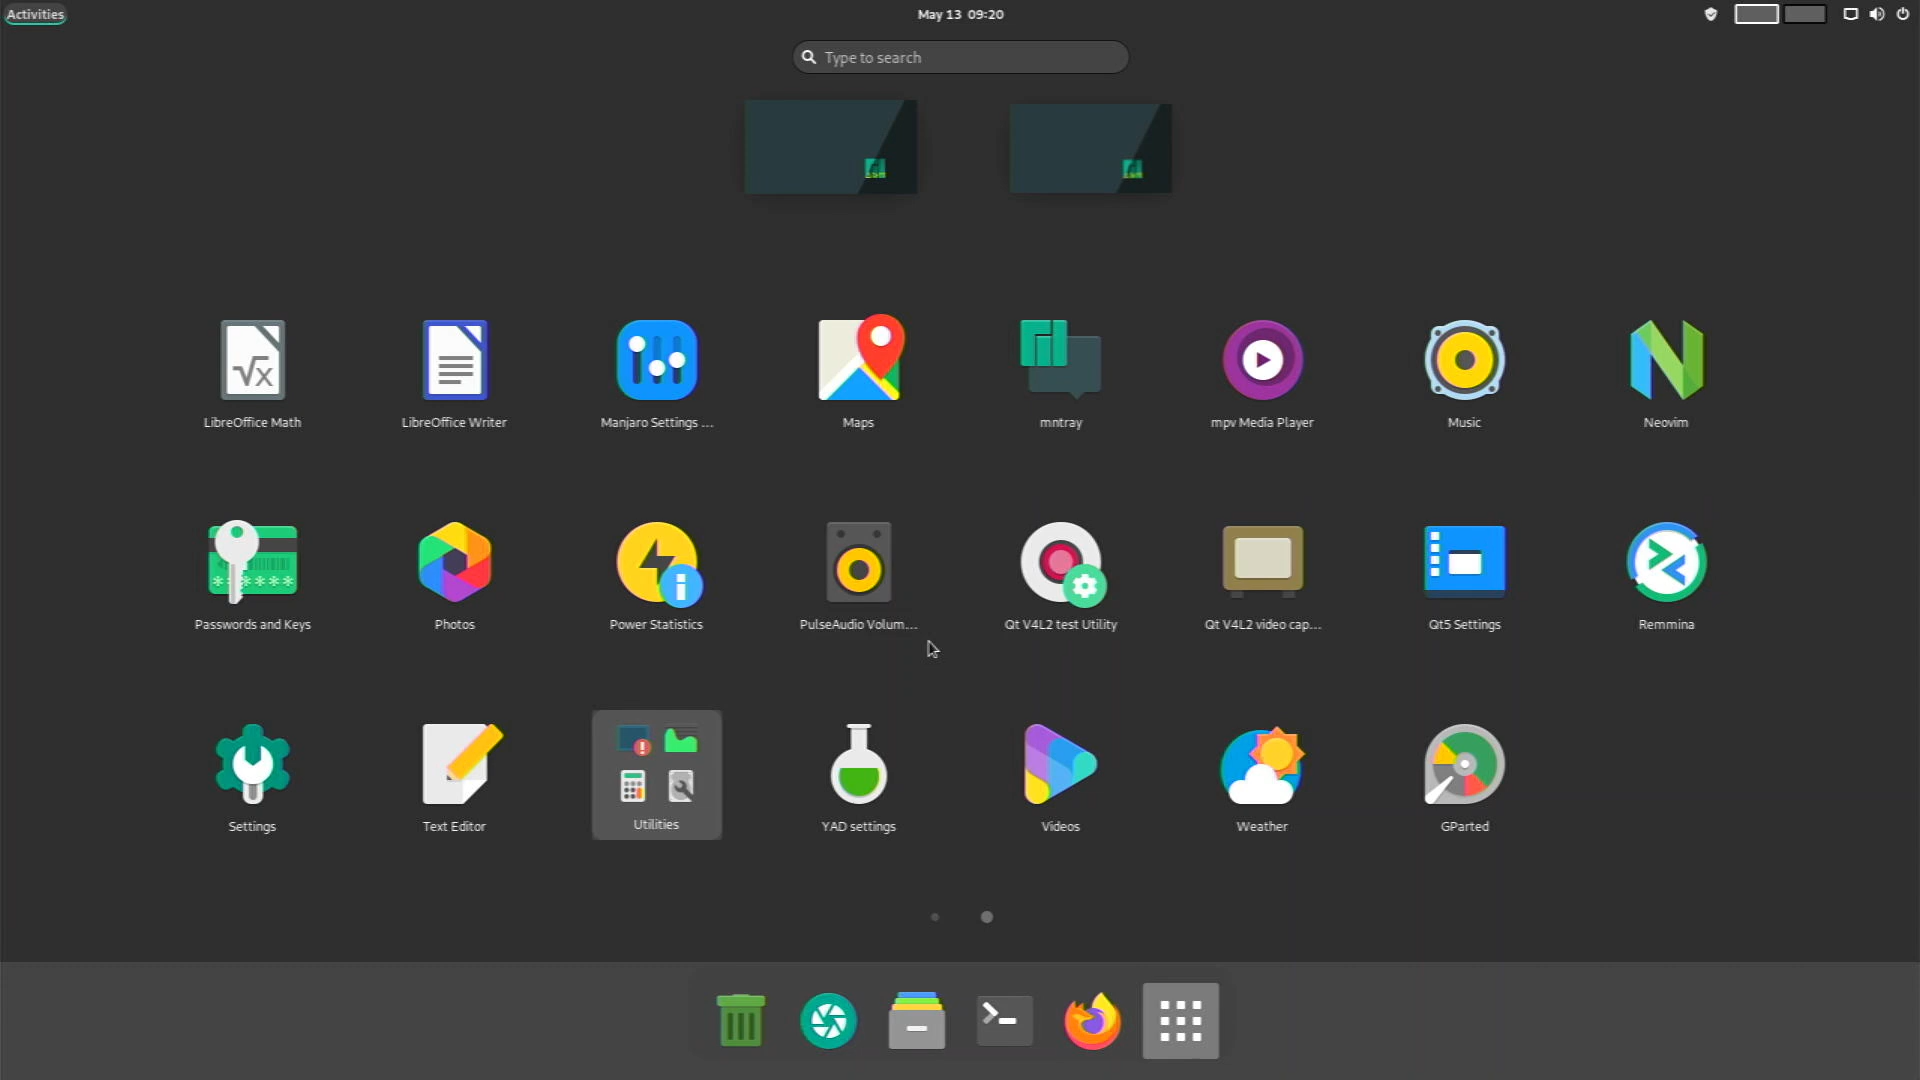 Activities
May 13 09:20
Type to search
LibreOffice Math
LibreOffice Writer
Manjaro Settings ...
Maps
mntray
mpv Media Player
Music
Neovim
Passwords and Keys
Photos
Power Statistics
PulseAudio Volum...
Qt V4L2 test Utility
Qt V4L2 video cap...
Qt5 Settings
Remmina
Settings
Text Editor
Utilities
YAD settings
Videos
Weather
GParted